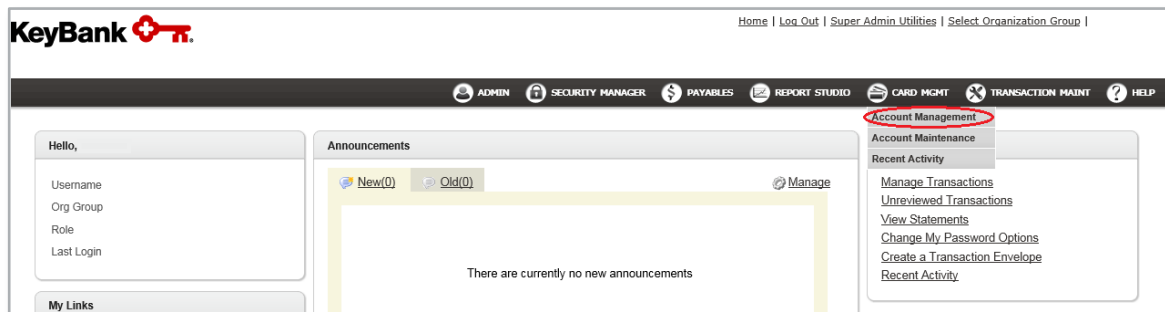 KeyBank
Home | Log Out | Super Admin Utilities | Select Organization Group |
ADMIN SECURITY MANAGER PAYABLES REPORT STUDIO CARD MGMT TRANSACTION MAINT ? HELP
Account Management
Account Maintenance
Recent Activity
Hello,
Username
Org Group
Role
Last Login
My Links
Announcements
New(0) Old(0) Manage
There are currently no new announcements
Manage Transactions
Unreviewed Transactions
View Statements
Change My Password Options
Create a Transaction Envelope
Recent Activity